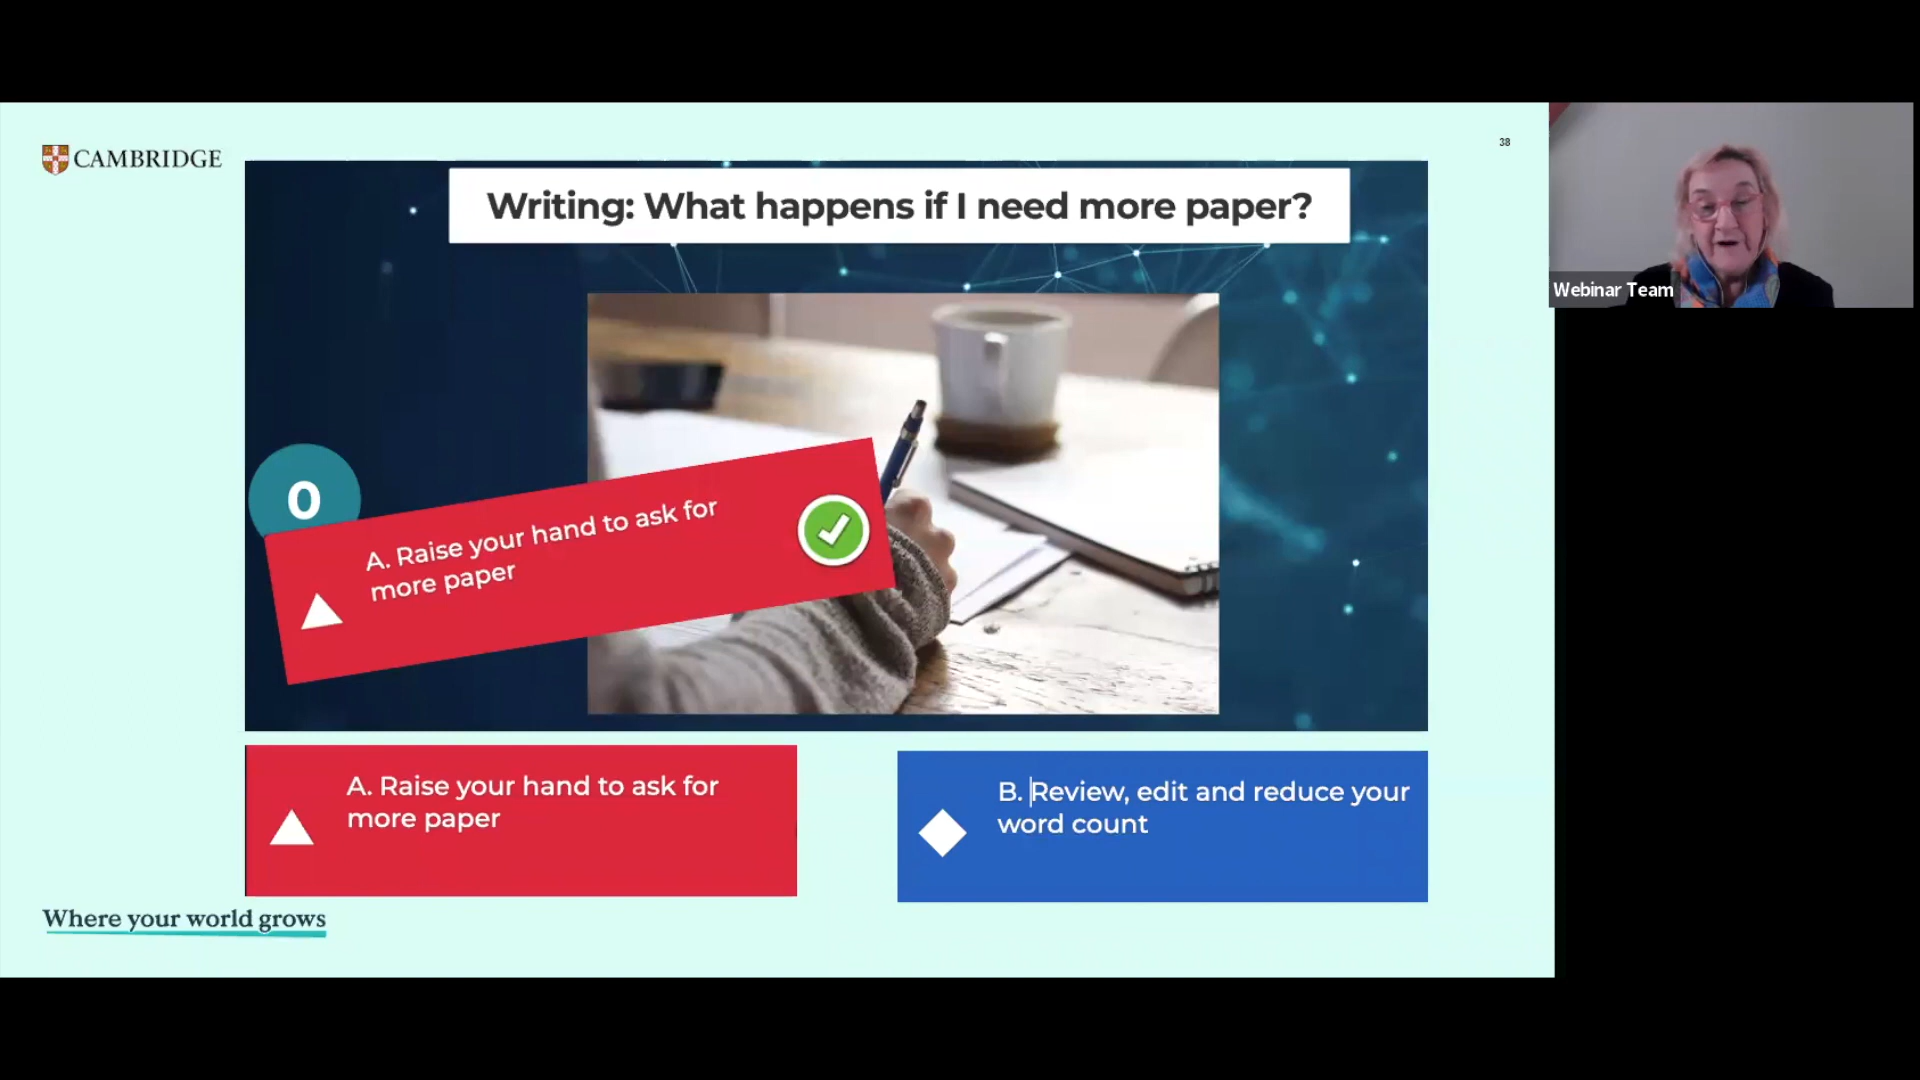 CAMBRIDGE
38
Writing: What happens if I need more paper?
Webinar Team
0
A. Raise your hand to ask for
more paper
A. Raise your hand to ask for
more paper
B. Review, edit and reduce your
word count
Where your world grows